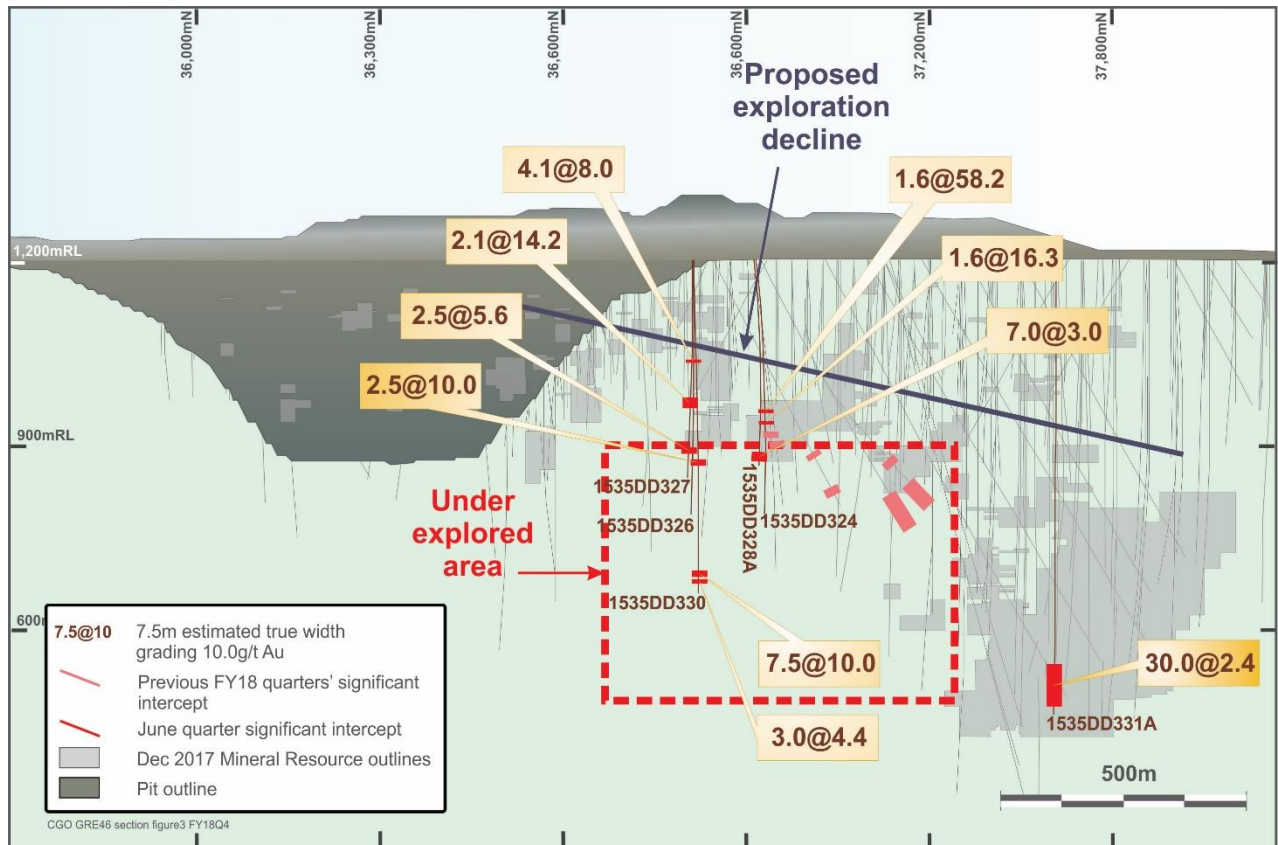 36,000mN
36,300mN
36,600mN
36,600mN
37,200mN
37,800mN
Proposed
exploration
decline
4.1@8.0
1.6@58.2
2.1@14.2
1.6@16.3
1,200mRL
2.5@5.6
7.0@3.0
2.5@10.0
900mRL
1535DD327
1535DD328A
Under
explored
area
1535DD326
1535DD324
1535DD330
7.5@10.0
3.0@4.4
30.0@2.4
1535DD331A
7.5@10
7.5m estimated true width
grading 10.0g/t Au
Previous FY18 quarters' significant
intercept
June quarter significant intercept
Dec 2017 Mineral Resource outlines
Pit outline
500m
CGO GRE46 section figure3 FY18Q4